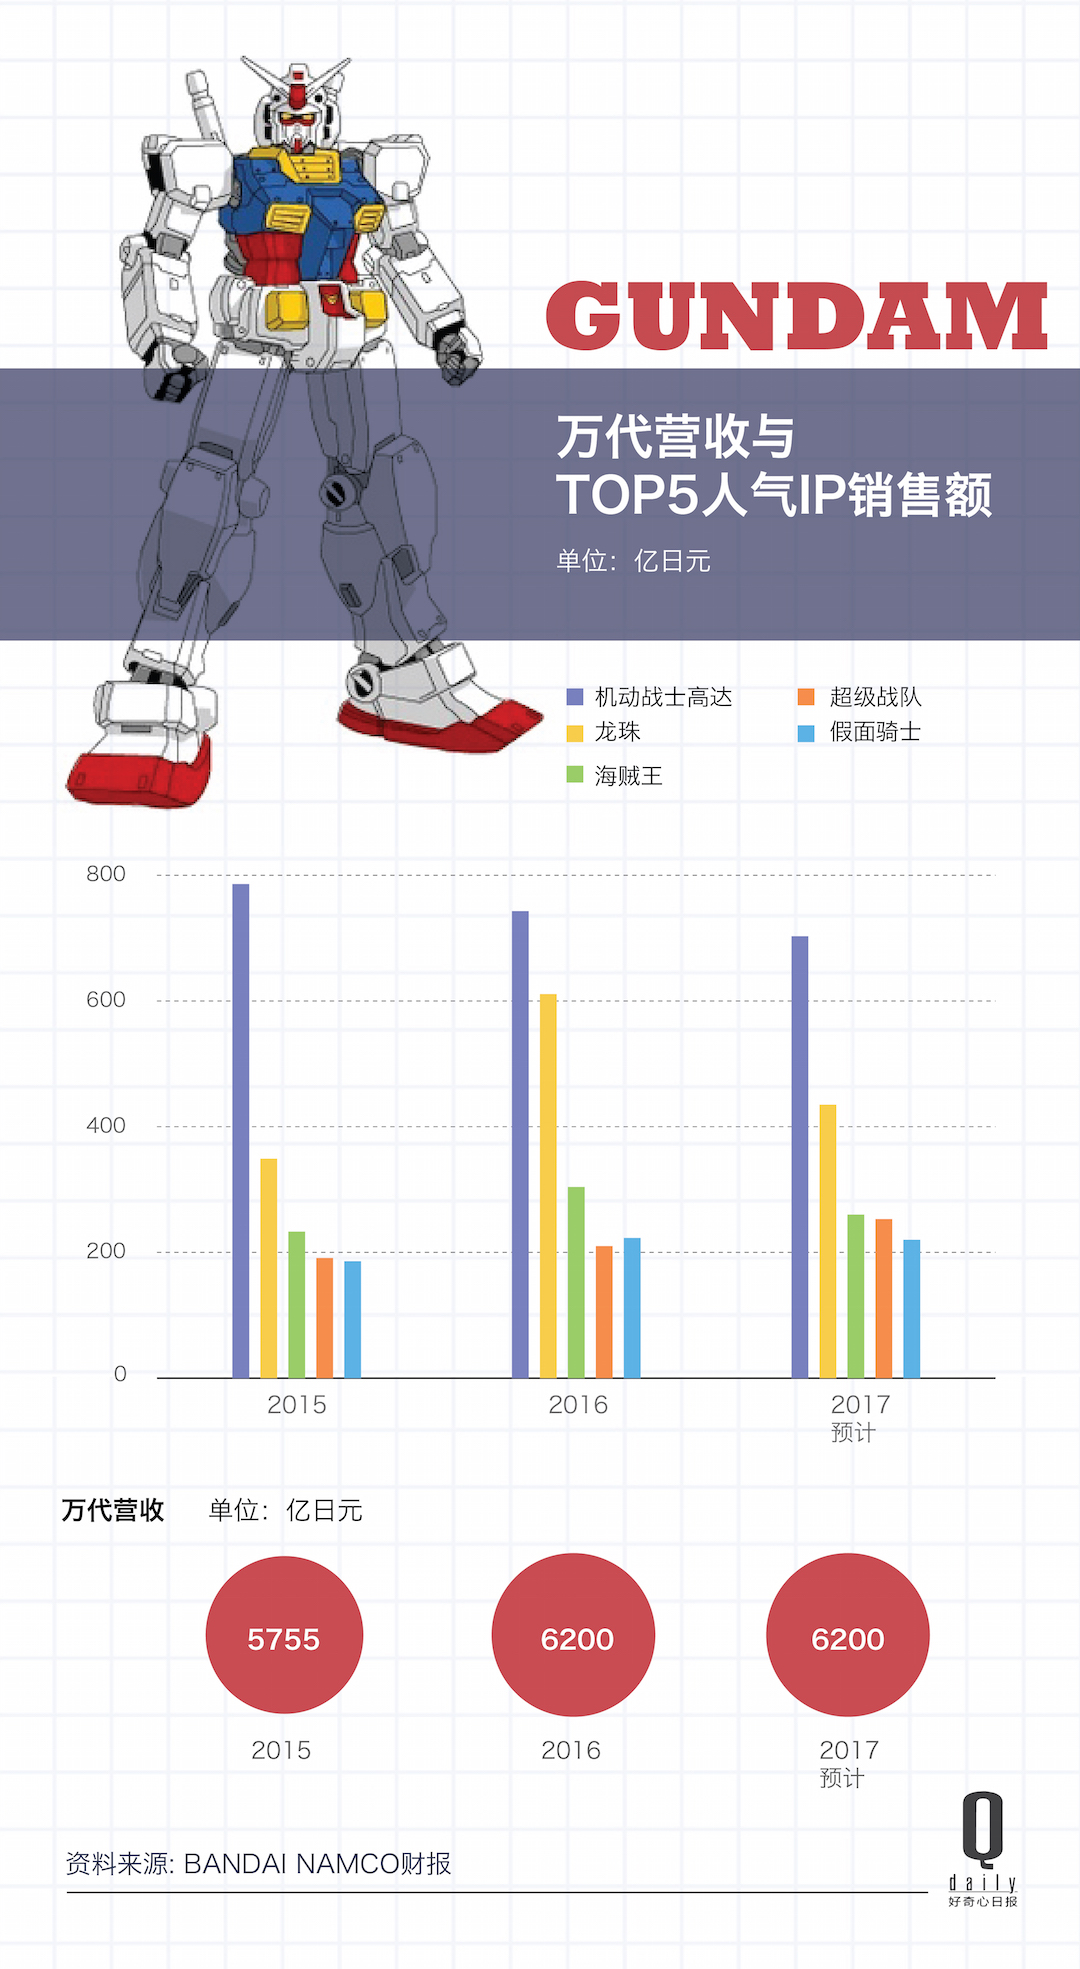 GUNDAM
万代营收与
TOP5人气IP销售额
单位：亿日元
机动战士高达 超级战队
龙珠 假面骑士
海贼王
800
600
400
200
0
2015 2016 2017
预计
万代营收 单位：亿日元
5755 6200 6200
2015 2016 2017
预计
资料来源: BANDAI NAMCO财报
Q
daily
好奇心日报